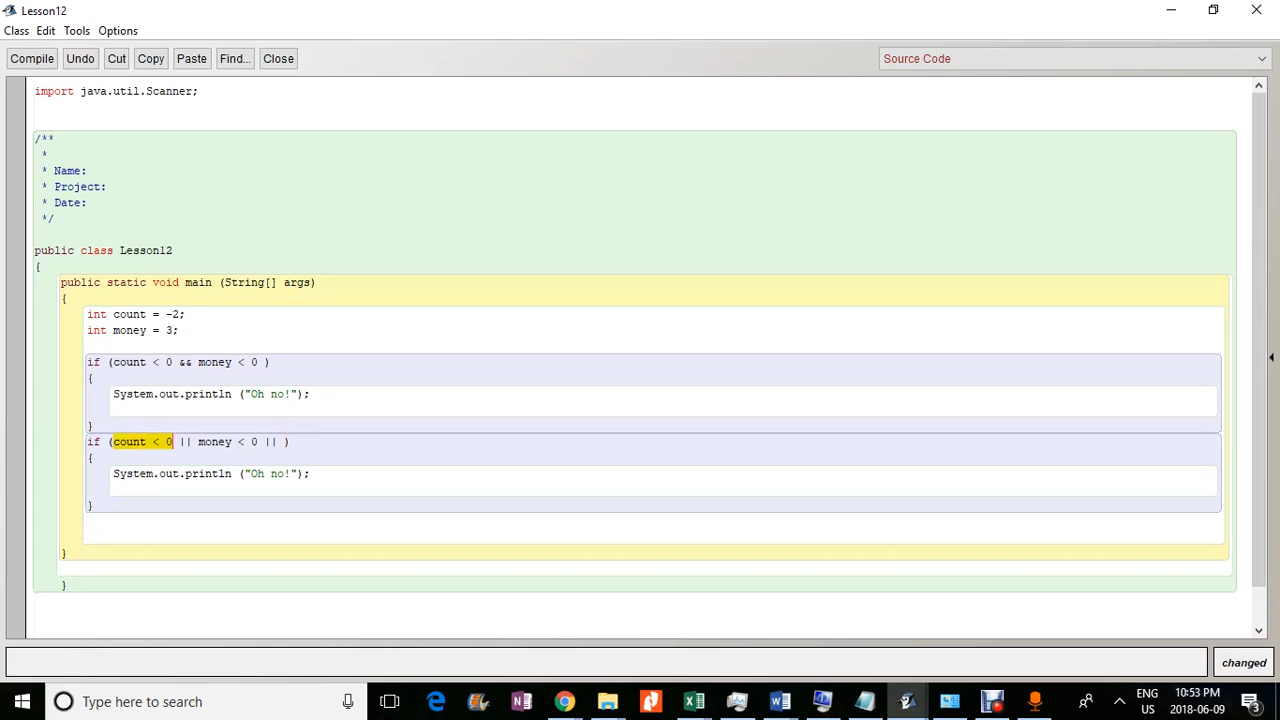 Lesson12
Class Edit Tools Options
Compile Undo Cut Copy Paste Find... Close Source Code
import java.util.Scanner;
/**
*
* Name:
* Project:
* Date:
*/
public class Lesson12
{
public static void main (String[] args)
{
int count = -2;
int money = 3;
if (count < 0 && money < 0 )
{
System.out.println ("Oh no!");
}
if (count < 0 || money < 0 || )
{
System.out.println ("Oh no!");
}
}
}
changed
Type here to search
ENG 10:53 PM
US 2018-06-09
3